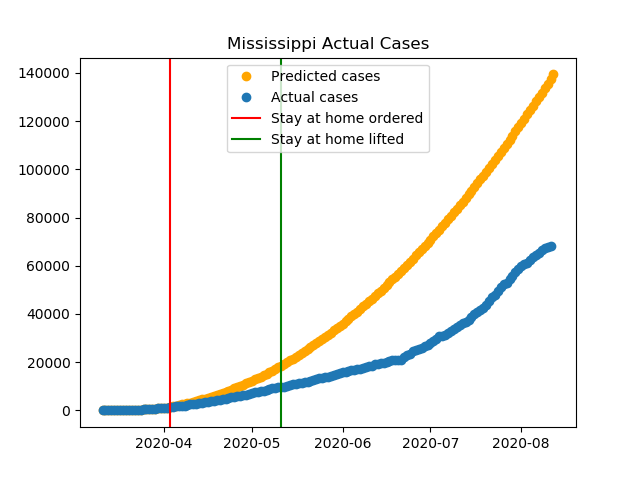 Mississippi Actual Cases
Predicted cases
Actual cases
Stay at home ordered
Stay at home lifted
140000
120000
100000
80000
60000
40000
20000
0
2020-04 2020-05 2020-06 2020-07 2020-08